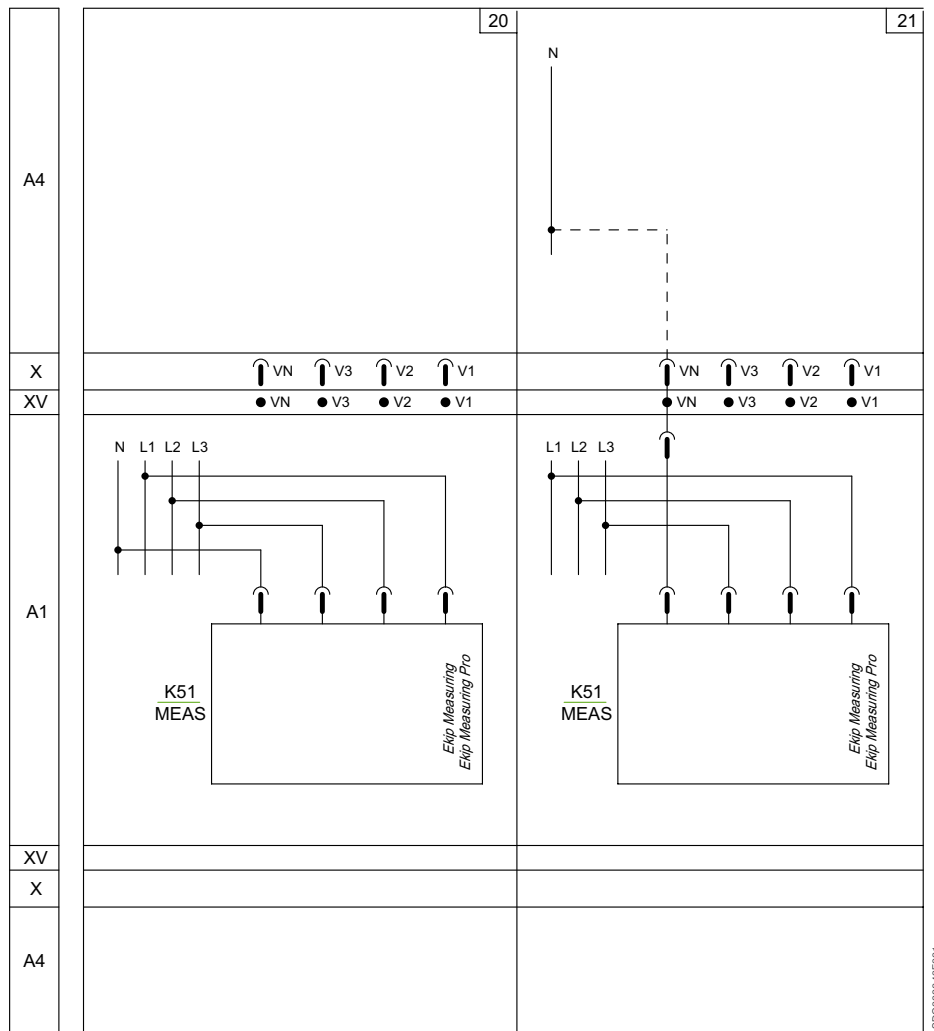 20
21
A4
N
X
VN V3 V2 V1
VN V3 V2 V1
XV
VN V3 V2 V1
VN V3 V2 V1
A1
N L1 L2 L3
L1 L2 L3
K51
MEAS
Ekip Measuring
Ekip Measuring Pro
K51
MEAS
Ekip Measuring
Ekip Measuring Pro
XV
X
A4